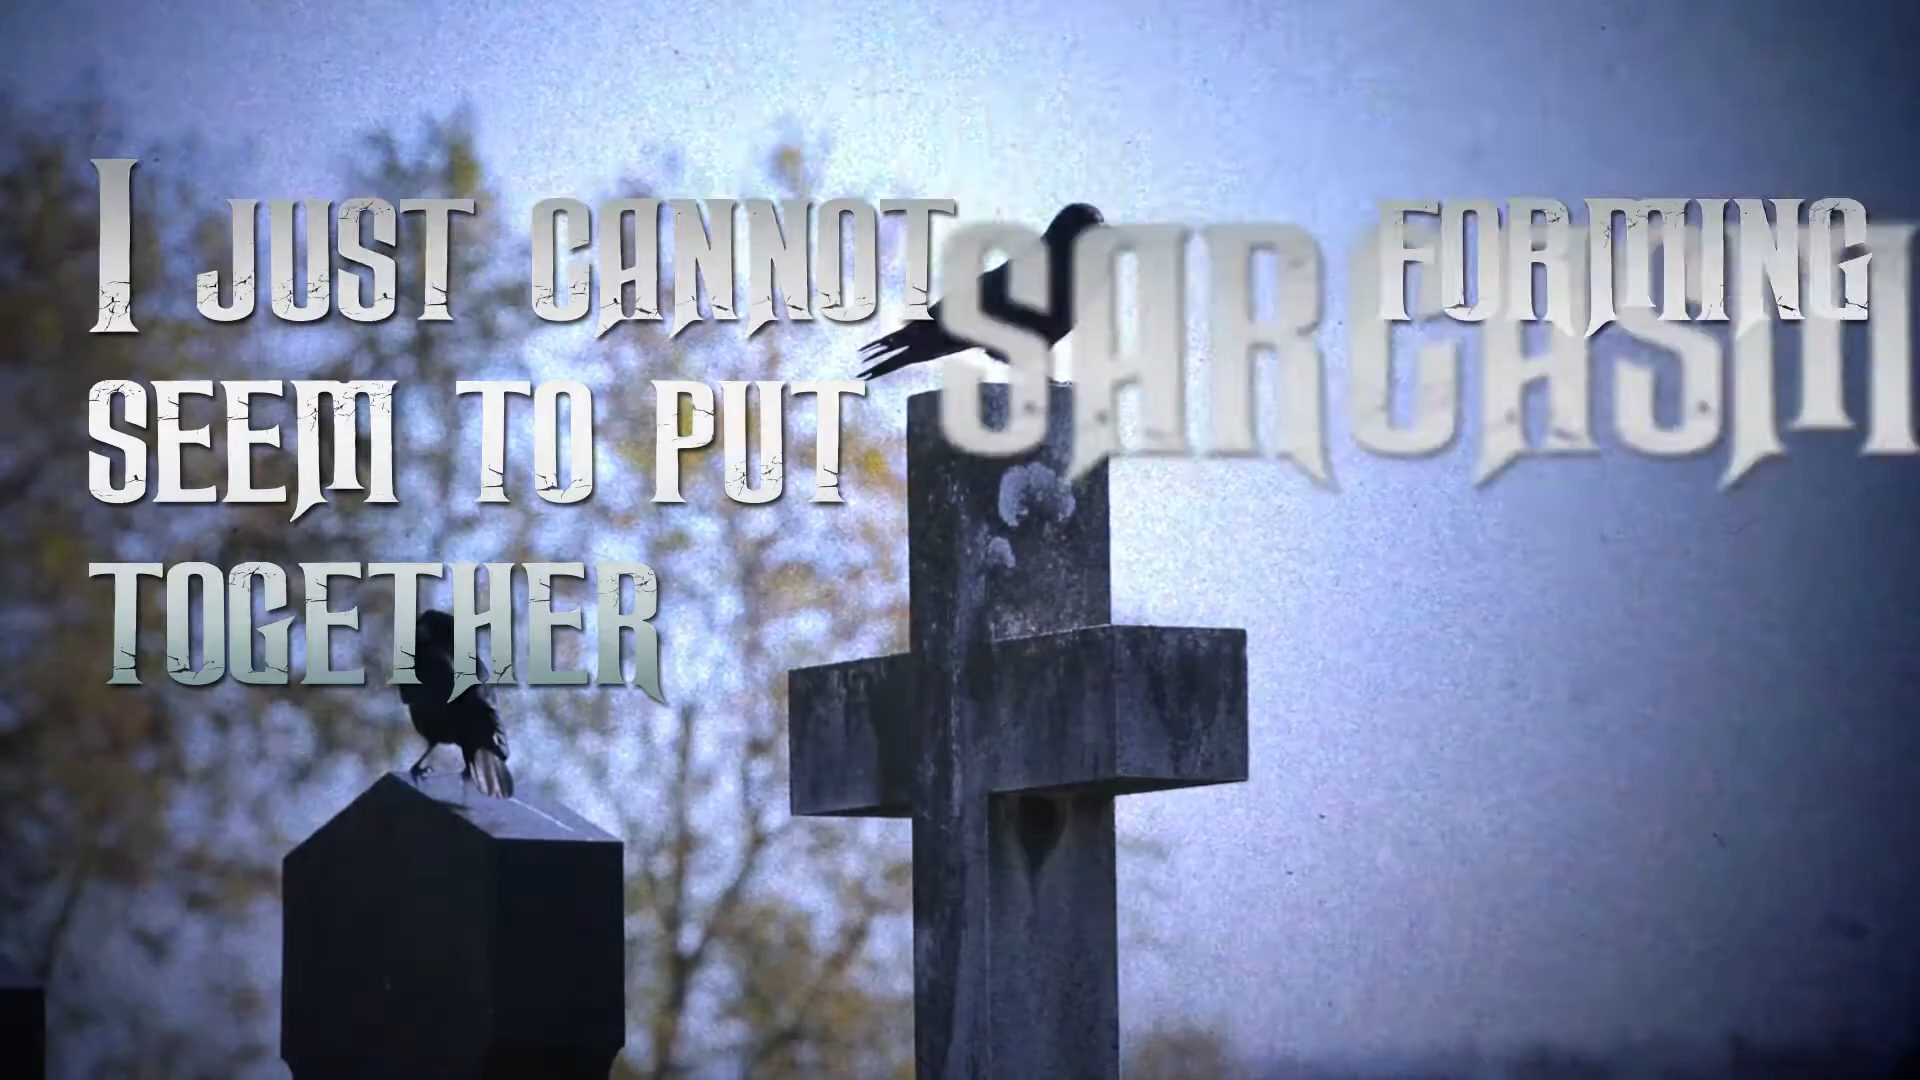 I JUST CANNOT
SEEM TO PUT
TOGETHER
FORMING
SARCASM